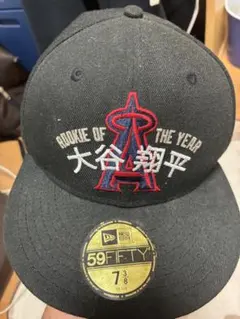 ROOKIE OF THE YEAR
大谷 翔平
NEW ERA
59FIFTY
7 3/8